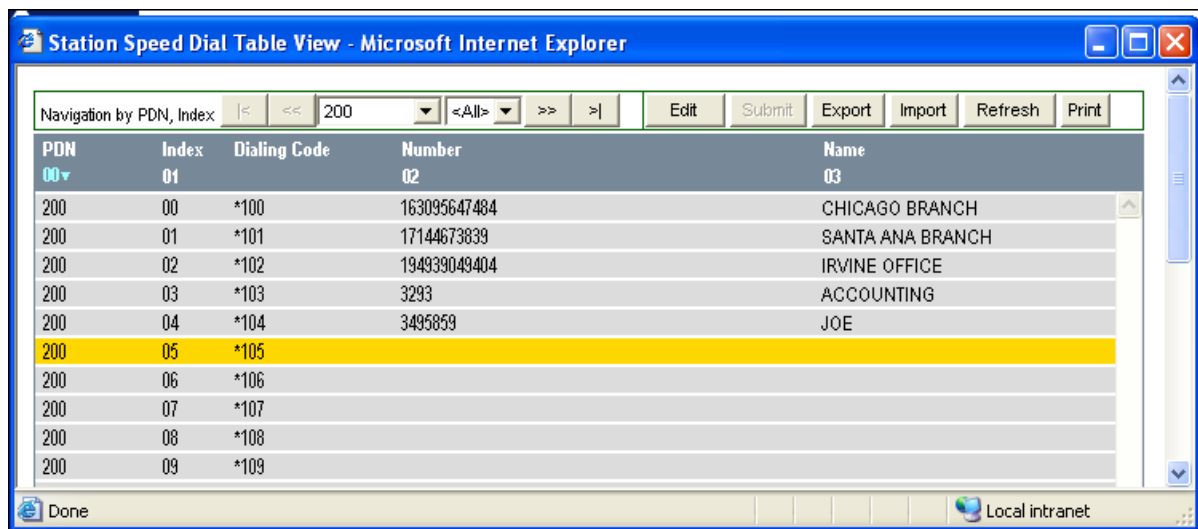 Station Speed Dial Table View - Microsoft Internet Explorer
Navigation by PDN, Index |< << 200 <All> >> >| Edit Submit Export Import Refresh Print
PDN Index Dialing Code Number Name
00 01 02 03
200 00 *100 163095647484 CHICAGO BRANCH
200 01 *101 17144673839 SANTA ANA BRANCH
200 02 *102 194939049404 IRVINE OFFICE
200 03 *103 3293 ACCOUNTING
200 04 *104 3495859 JOE
200 05 *105
200 06 *106
200 07 *107
200 08 *108
200 09 *109
Done Local intranet